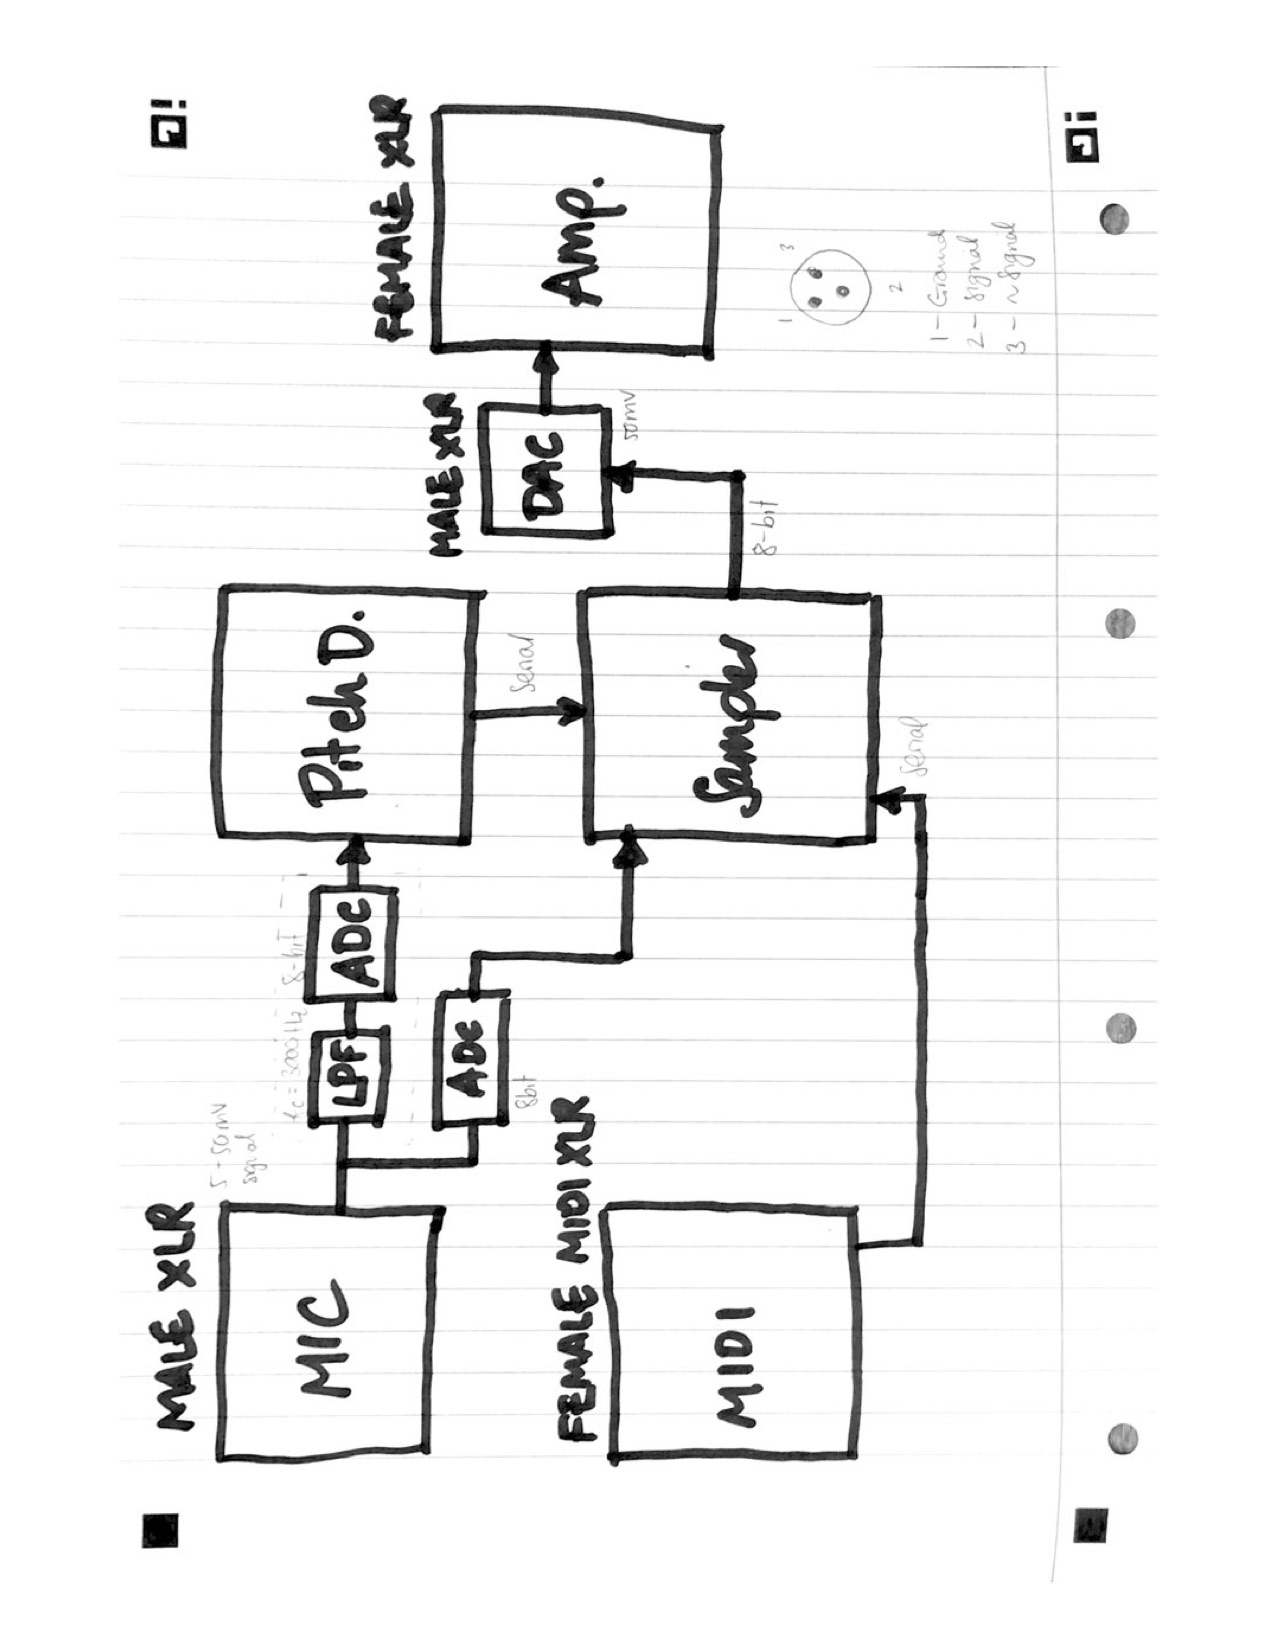 MALE XLR
5-50mV
signal
MIC
fc = 3000Hz
8-bit
LPF
ADC
Pitch D.
ADC
8bit
Serial
FEMALE MIDI XLR
MIDI
Serial
Sampler
8-bit
MALE XLR
DAC
50mV
FEMALE XLR
Amp.
1
2
3
1 - Ground
2 - Signal
3 - ~ Signal